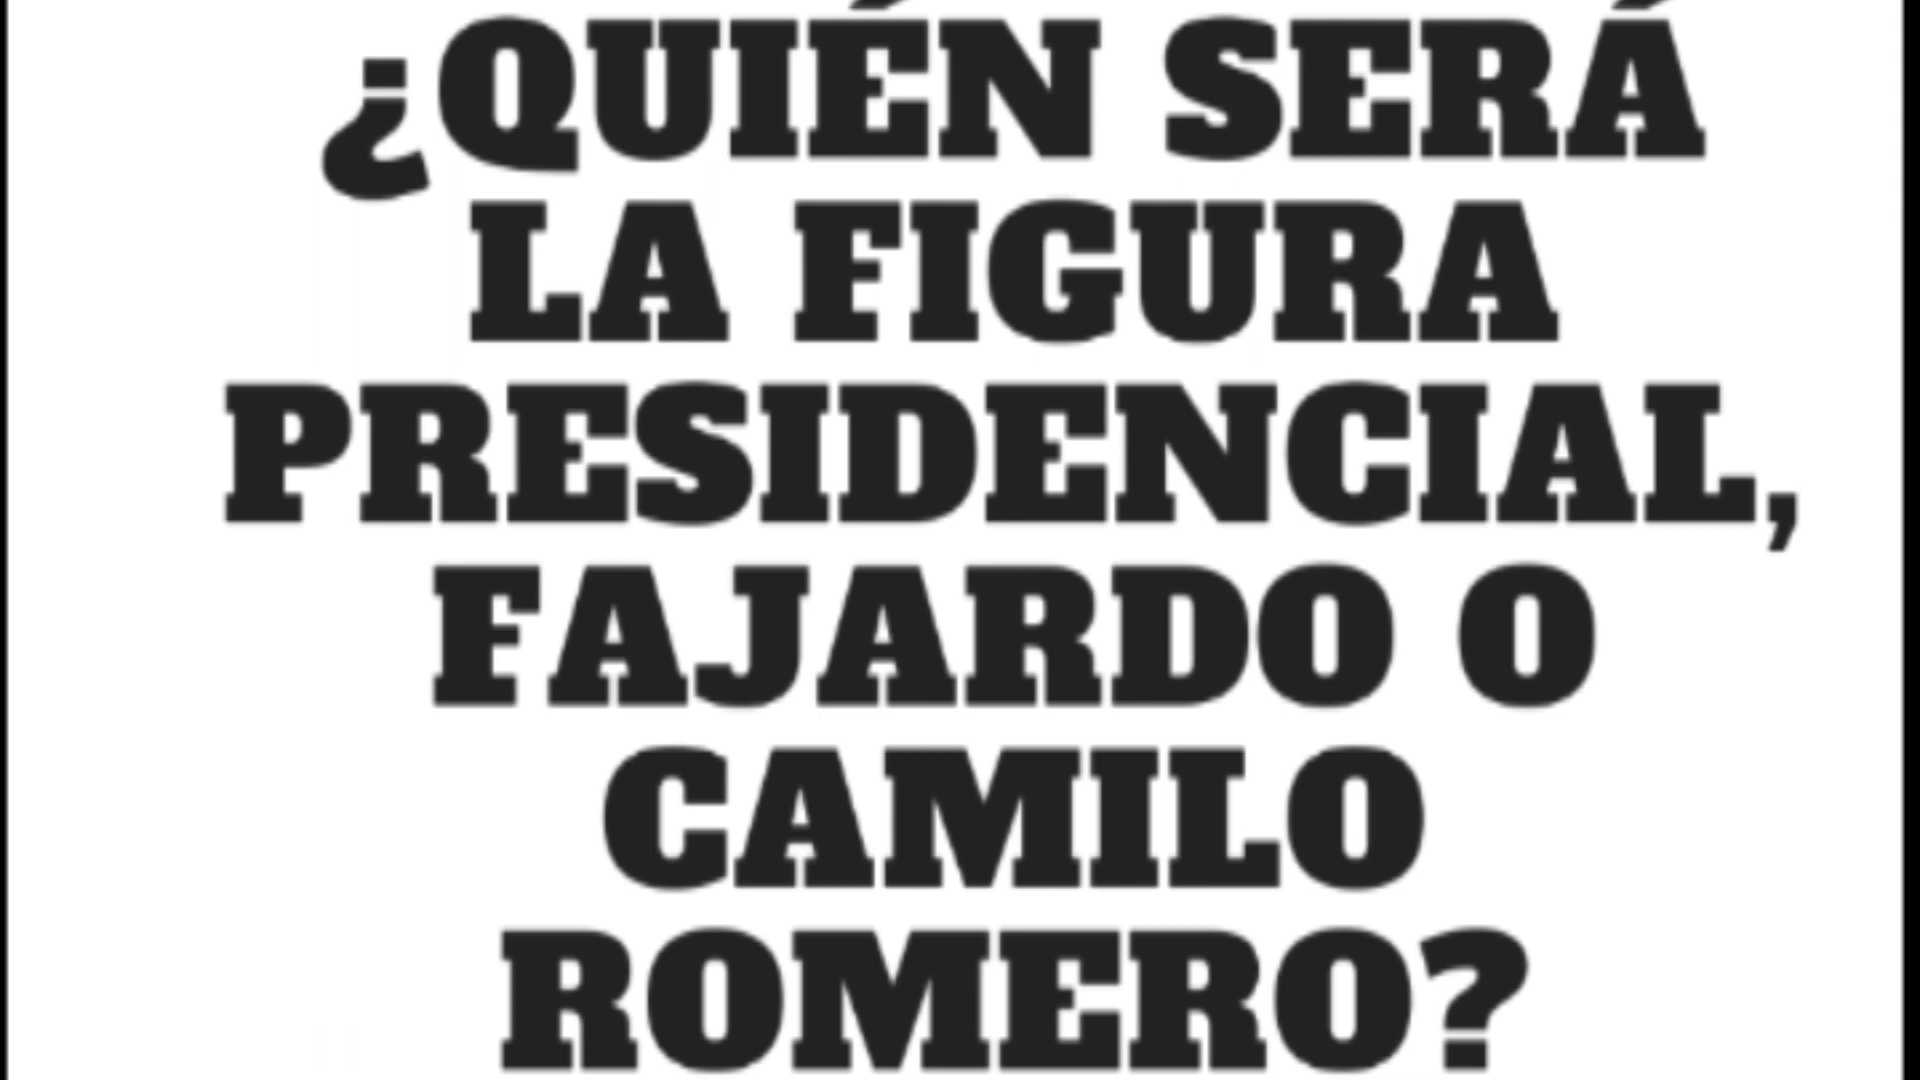 ¿QUIÉN SERÁ
LA FIGURA
PRESIDENCIAL,
FAJARDO O
CAMILO
ROMERO?